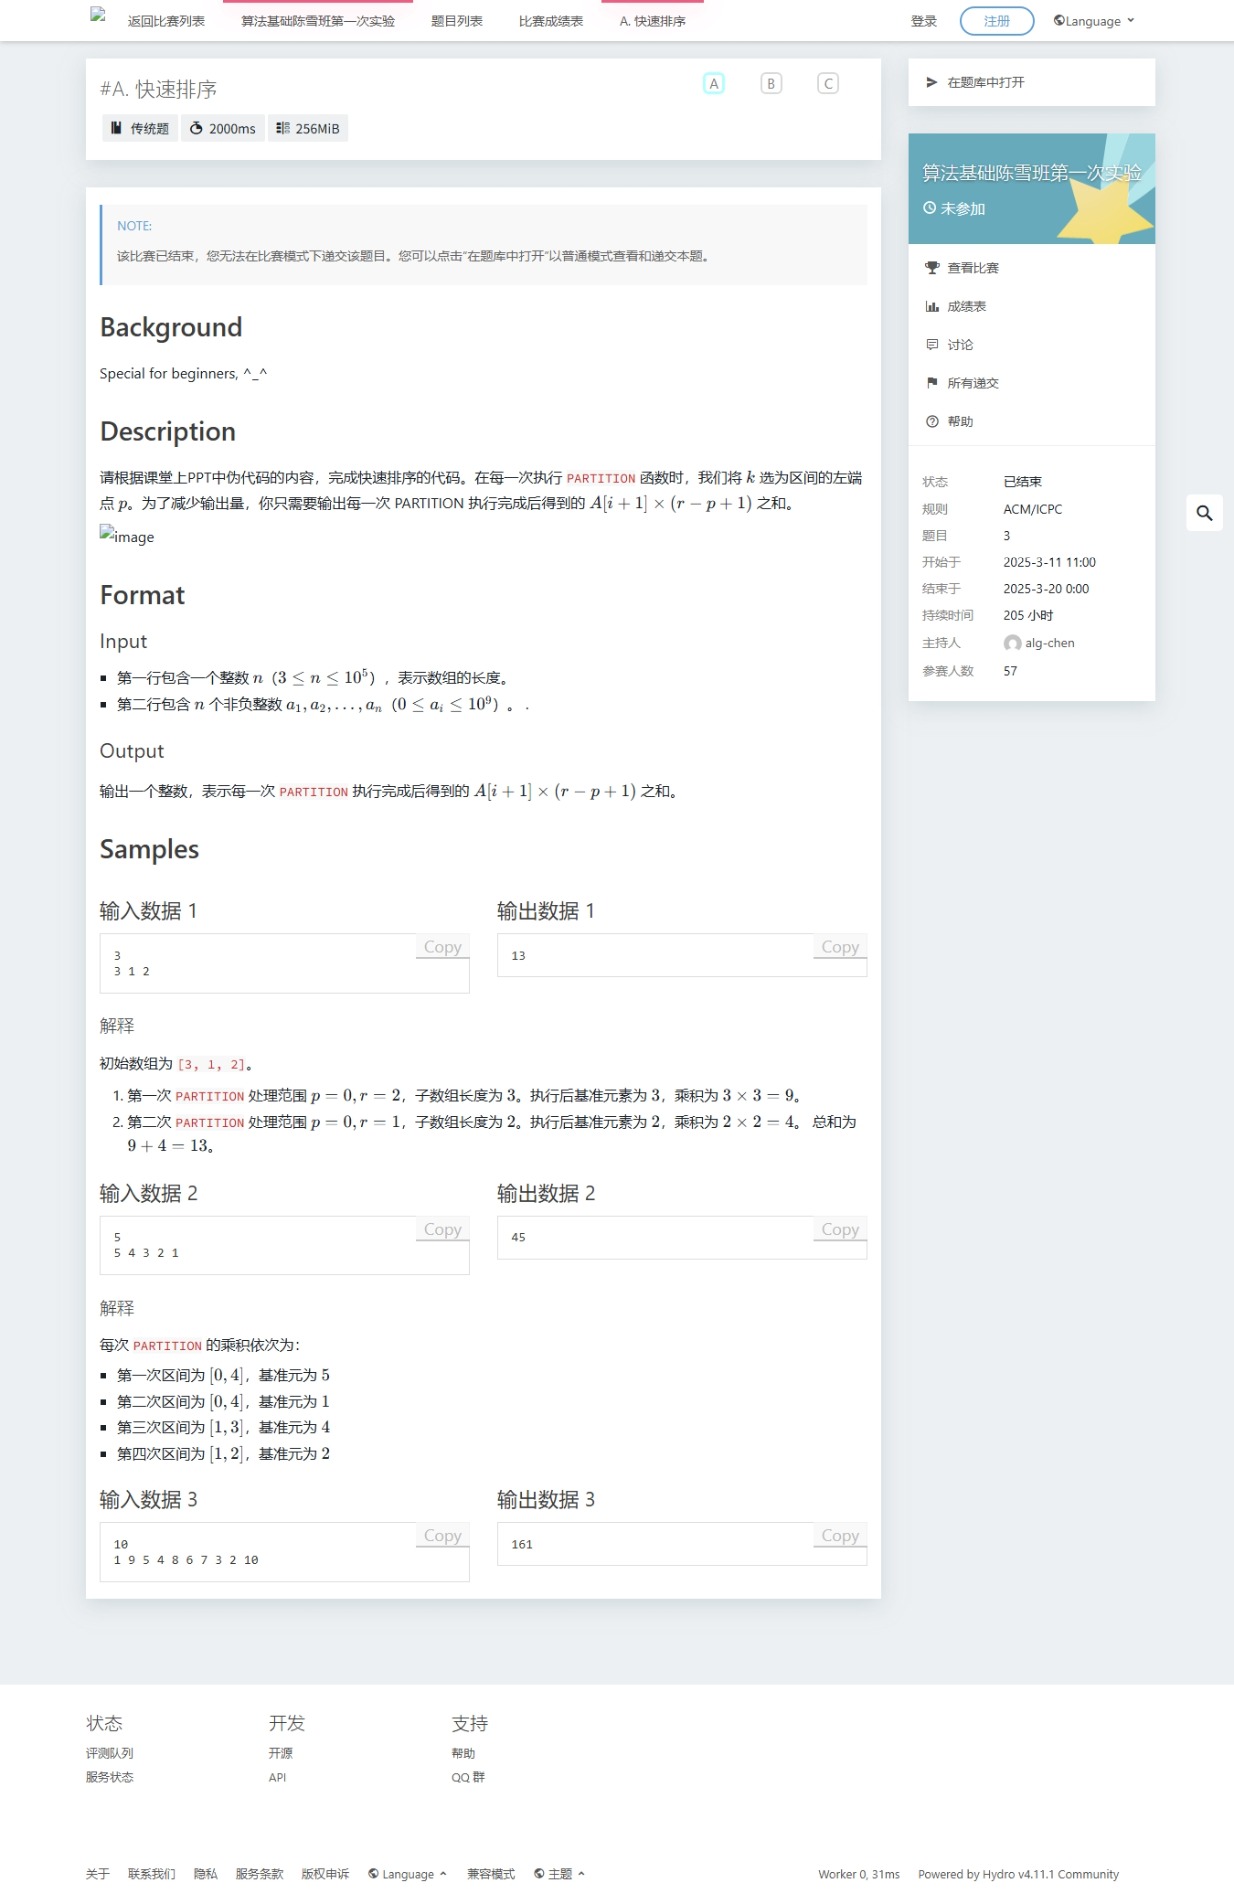 返回比赛列表 算法基础陈雪班第一次实验 题目列表 比赛成绩表 A. 快速排序 登录 注册 Language
#A. 快速排序 A B C
传统题 2000ms 256MiB
NOTE:
该比赛已结束，您无法在比赛模式下递交该题目。您可以点击“在题库中打开”以普通模式查看和递交本题。
Background
Special for beginners, ^_^
Description
请根据课堂上PPT中伪代码的内容，完成快速排序的代码。在每一次执行 PARTITION 函数时，我们将 k 选为区间的左端
点 p。为了减少输出量，你只需要输出每一次 PARTITION 执行完成后得到的 A[i + 1] × (r − p + 1) 之和。
image
Format
Input
第一行包含一个整数 n（3 ≤ n ≤ 10^5），表示数组的长度。
第二行包含 n 个非负整数 a_1, a_2, . . . , a_n（0 ≤ a_i ≤ 10^9）。 .
Output
输出一个整数，表示每一次 PARTITION 执行完成后得到的 A[i + 1] × (r − p + 1) 之和。
Samples
输入数据 1
Copy
3
3 1 2
输出数据 1
Copy
13
解释
初始数组为 [3, 1, 2]。
1. 第一次 PARTITION 处理范围 p = 0, r = 2，子数组长度为 3。执行后基准元素为 3，乘积为 3 × 3 = 9。
2. 第二次 PARTITION 处理范围 p = 0, r = 1，子数组长度为 2。执行后基准元素为 2，乘积为 2 × 2 = 4。 总和为
9 + 4 = 13。
输入数据 2
Copy
5
5 4 3 2 1
输出数据 2
Copy
45
解释
每次 PARTITION 的乘积依次为：
第一次区间为 [0, 4]，基准元为 5
第二次区间为 [0, 4]，基准元为 1
第三次区间为 [1, 3]，基准元为 4
第四次区间为 [1, 2]，基准元为 2
输入数据 3
Copy
10
1 9 5 4 8 6 7 3 2 10
输出数据 3
Copy
161
在题库中打开
算法基础陈雪班第一次实验
未参加
查看比赛
成绩表
讨论
所有递交
帮助
状态 已结束
规则 ACM/ICPC
题目 3
开始于 2025-3-11 11:00
结束于 2025-3-20 0:00
持续时间 205 小时
主持人 alg-chen
参赛人数 57
状态
评测队列
服务状态
开发
开源
API
支持
帮助
QQ 群
关于 联系我们 隐私 服务条款 版权申诉 Language 兼容模式 主题 Worker 0, 31ms Powered by Hydro v4.11.1 Community